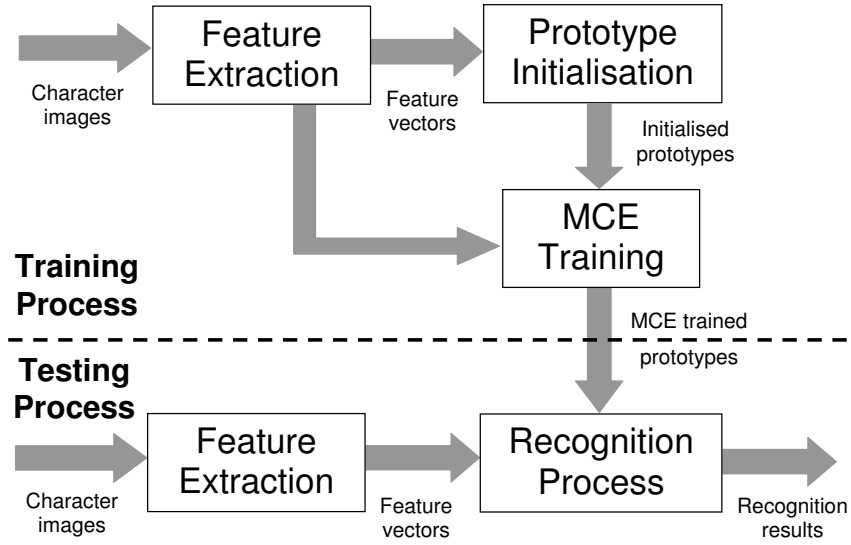 Feature
Extraction
Prototype
Initialisation
Character
images
Feature
vectors
Initialised
prototypes
MCE
Training
Training
Process
MCE trained
prototypes
Testing
Process
Feature
Extraction
Recognition
Process
Character
images
Feature
vectors
Recognition
results